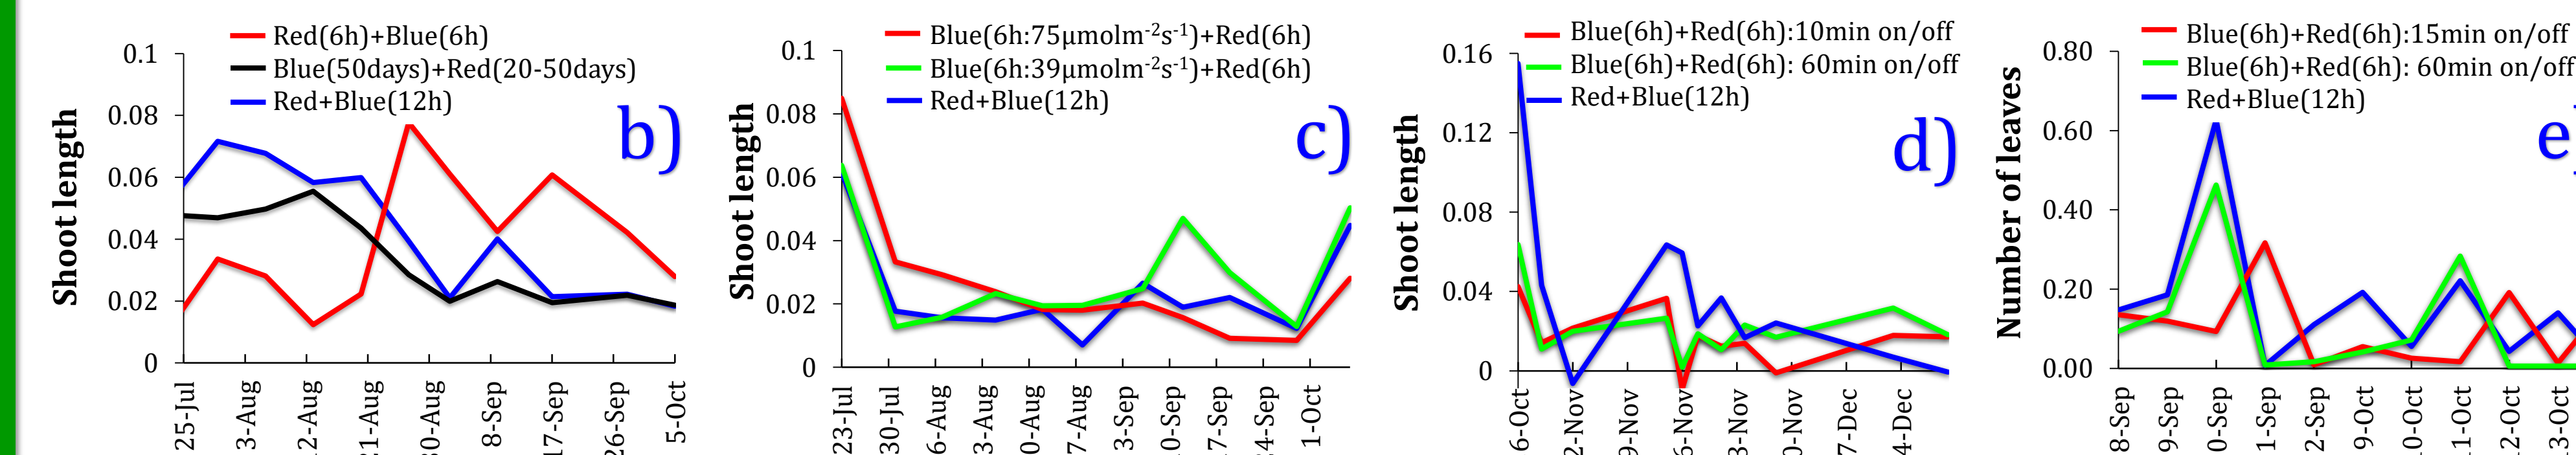 Red(6h)+Blue(6h)
Blue(50days)+Red(20-50days)
Red+Blue(12h)
b)
Shoot length
0.1
0.08
0.06
0.04
0.02
0
25-Jul
3-Aug
8-Sep
5-Oct
Blue(6h:75µmolm-2s-1)+Red(6h)
Blue(6h:39µmolm-2s-1)+Red(6h)
Red+Blue(12h)
c)
Shoot length
0.1
0.08
0.06
0.04
0.02
0
23-Jul
30-Jul
6-Aug
3-Sep
1-Oct
Blue(6h)+Red(6h):10min on/off
Blue(6h)+Red(6h): 60min on/off
Red+Blue(12h)
d)
Shoot length
0.16
0.12
0.08
0.04
0
Blue(6h)+Red(6h):15min on/off
Blue(6h)+Red(6h): 60min on/off
Red+Blue(12h)
e
Number of leaves
0.80
0.60
0.40
0.20
0.00